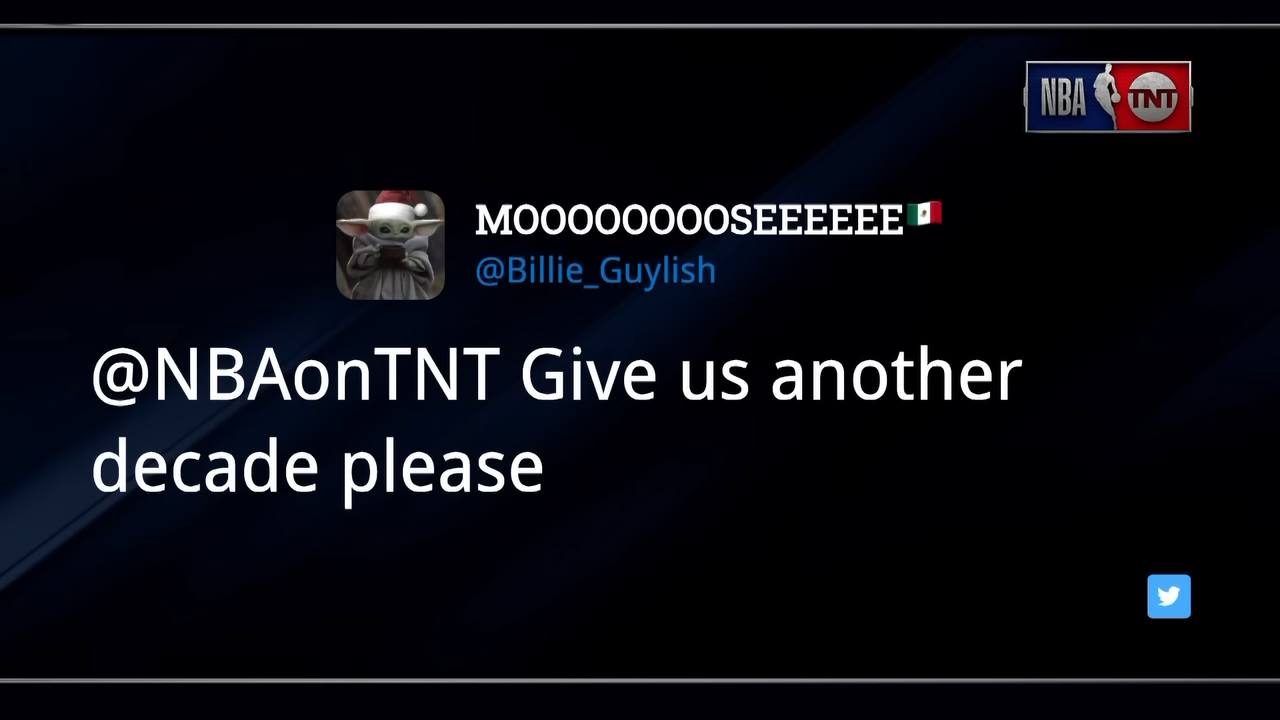 NBA TNT
MOOOOOOOOSEEEEEE🇲🇽
@Billie_Guylish
@NBAonTNT Give us another
decade please